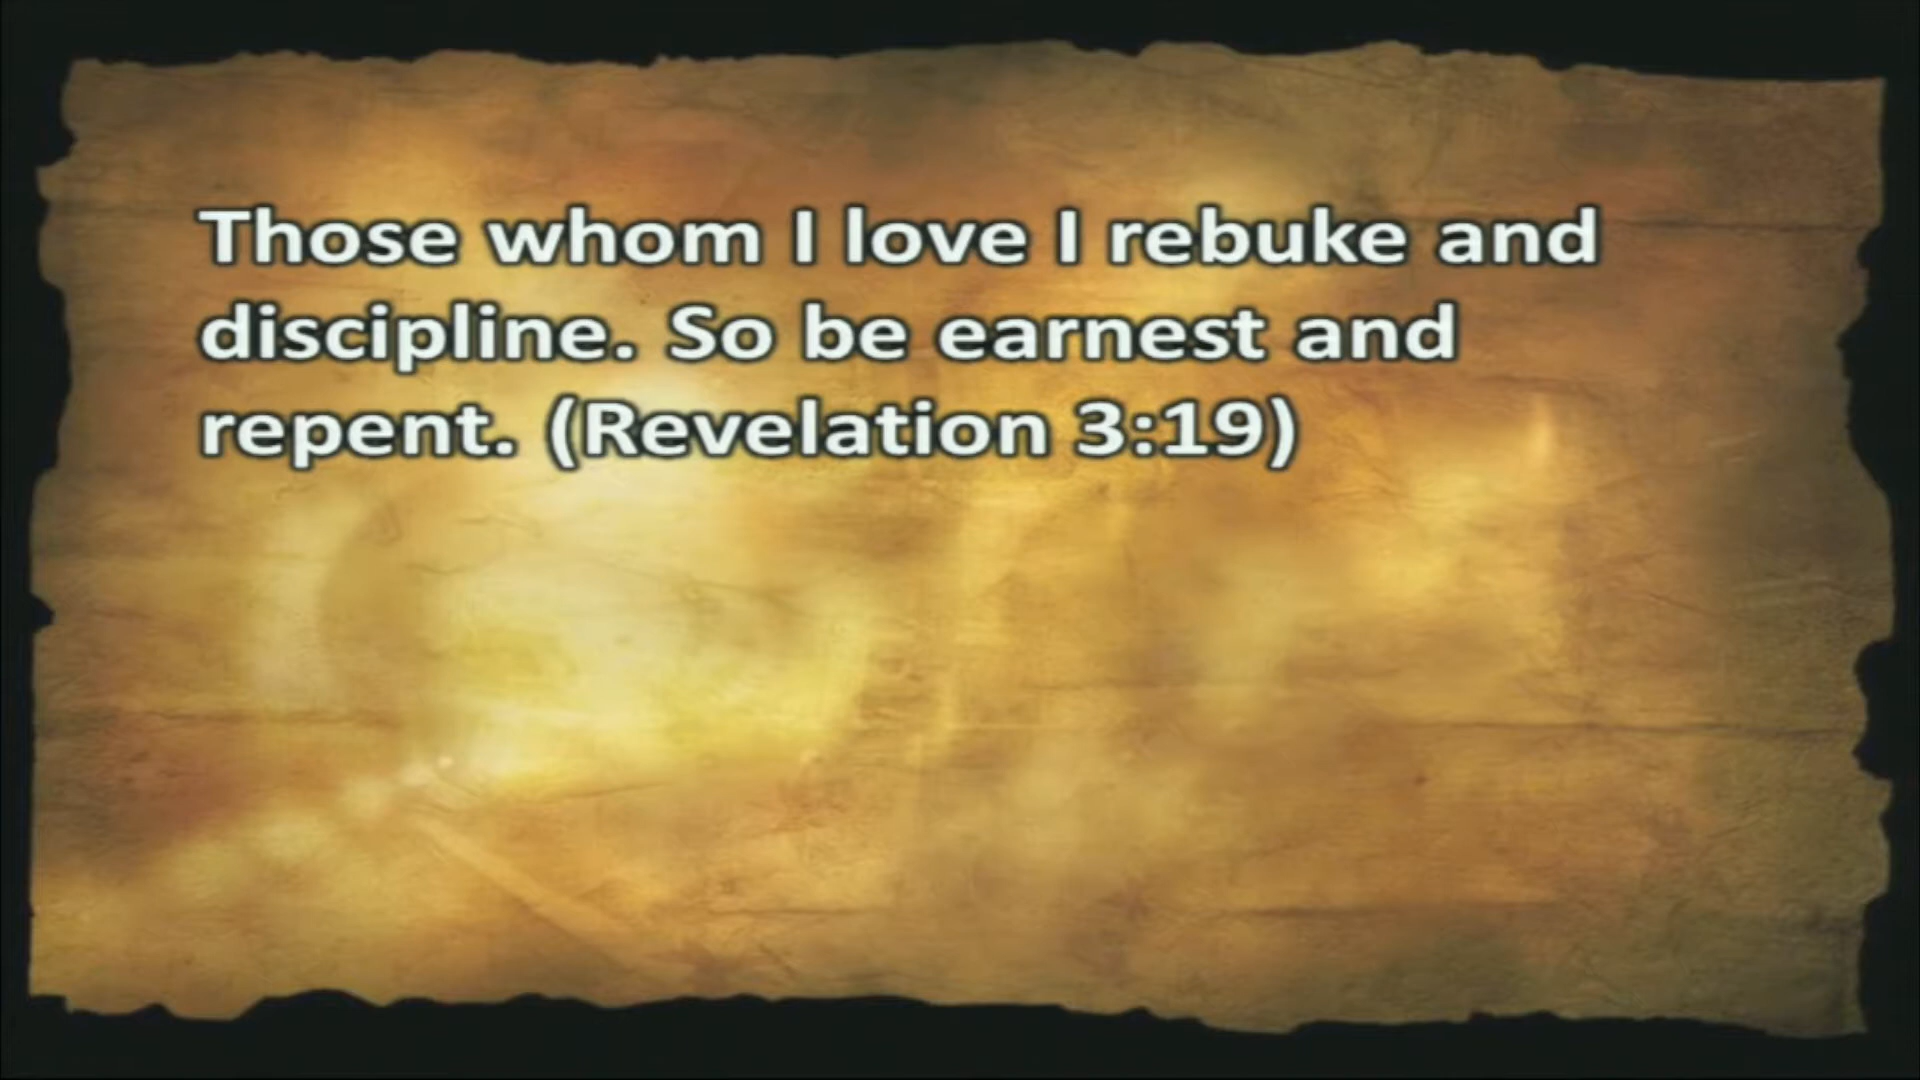 Those whom I love I rebuke and
discipline. So be earnest and
repent. (Revelation 3:19)